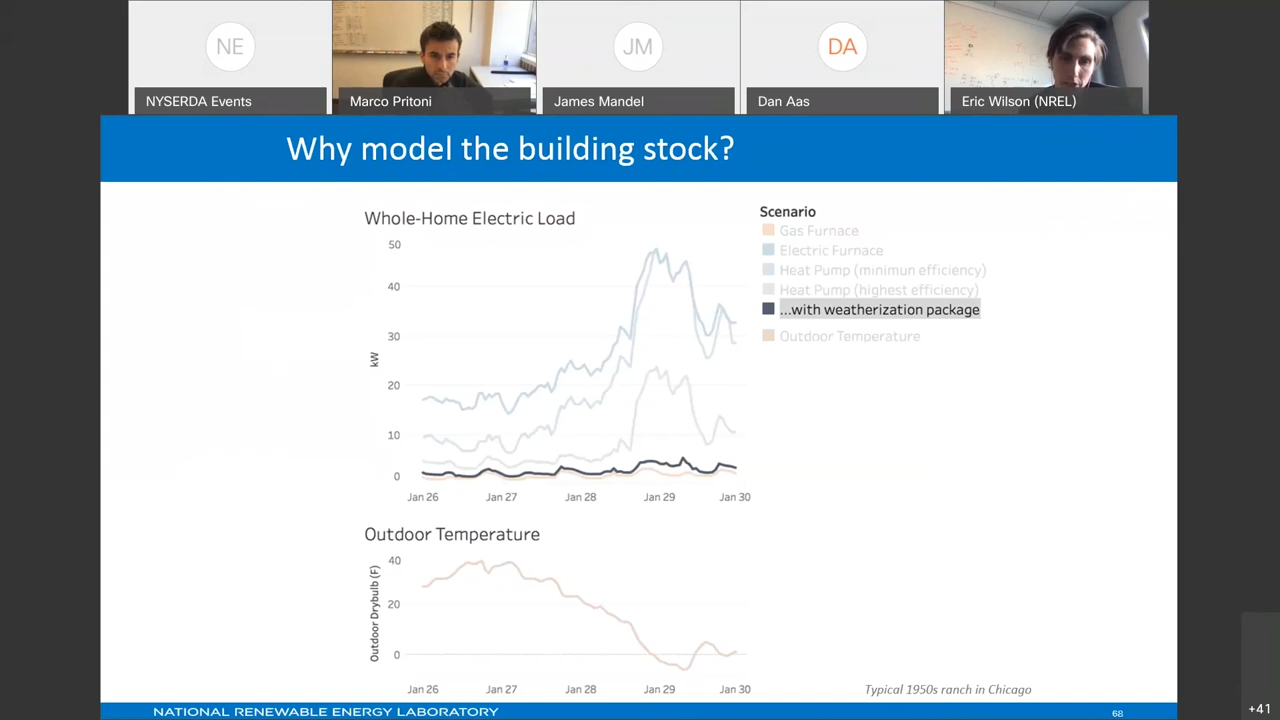 NE
JM
DA
NYSERDA Events
Marco Pritoni
James Mandel
Dan Aas
Eric Wilson (NREL)
Why model the building stock?
Whole-Home Electric Load
Scenario
Gas Furnace
Electric Furnace
Heat Pump (minimun efficiency)
Heat Pump (highest efficiency)
...with weatherization package
Outdoor Temperature
kW
50
40
30
20
10
0
Jan 26 Jan 27 Jan 28 Jan 29 Jan 30
Outdoor Temperature
Outdoor Drybulb (F)
40
20
0
Jan 26 Jan 27 Jan 28 Jan 29 Jan 30
Typical 1950s ranch in Chicago
NATIONAL RENEWABLE ENERGY LABORATORY
68
+41